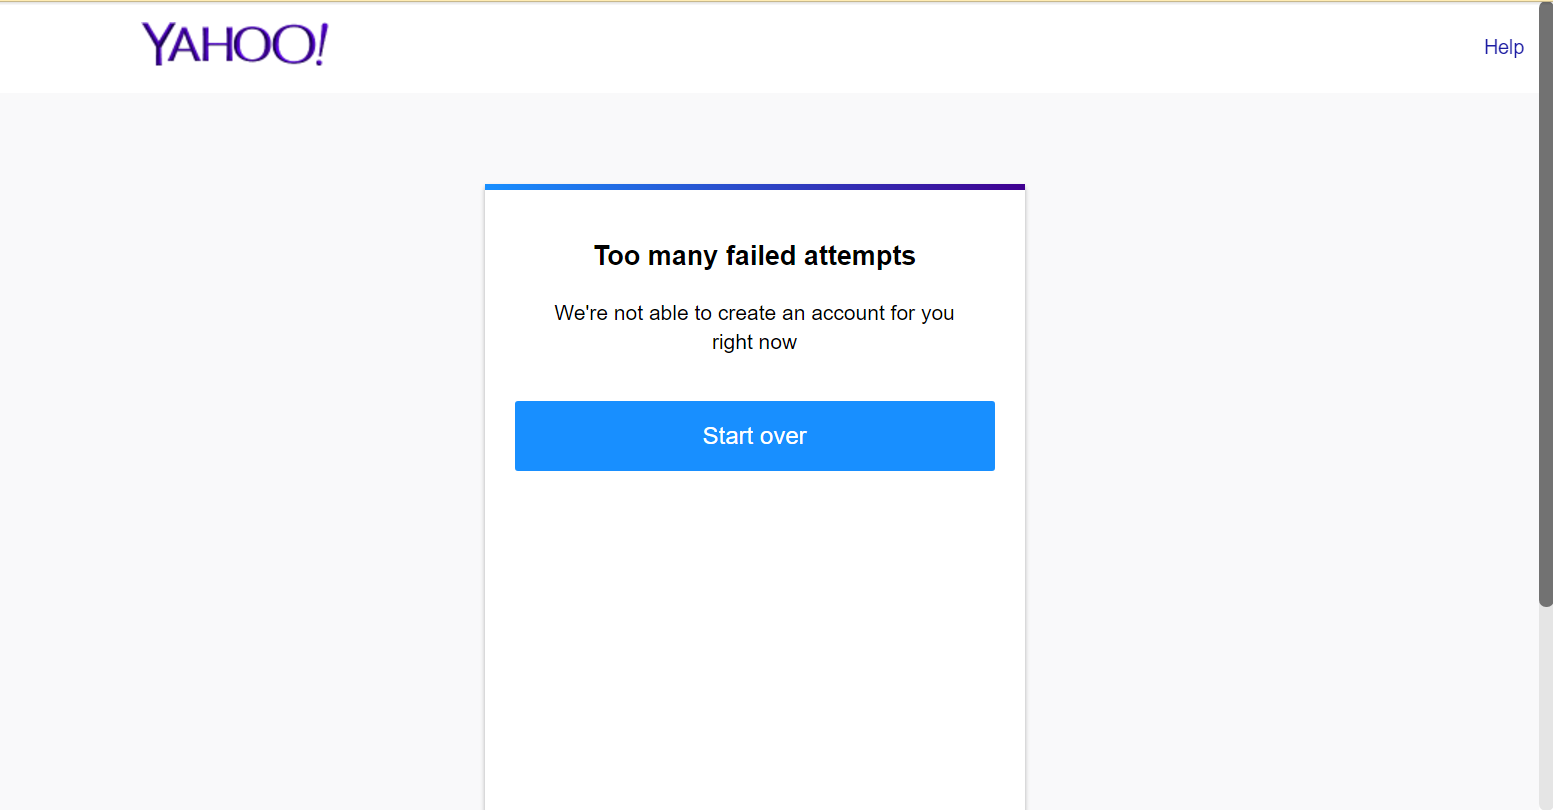 YAHOO!
Help
Too many failed attempts
We're not able to create an account for you
right now
Start over